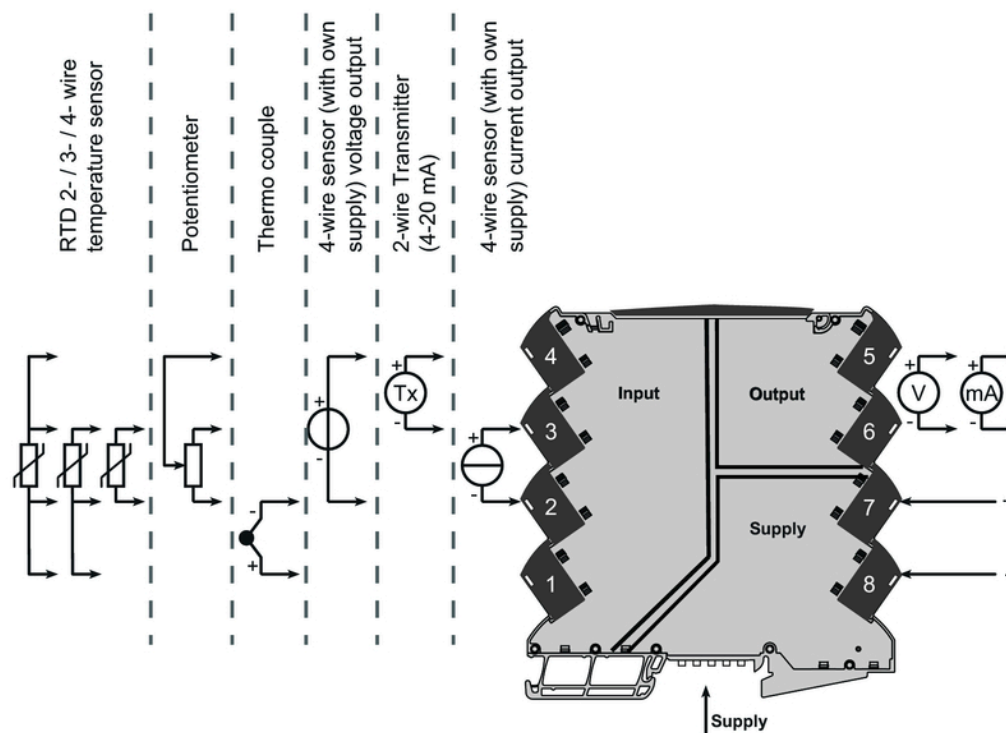 RTD 2- / 3- / 4- wire
temperature sensor
Potentiometer
Thermo couple
4-wire sensor (with own
supply) voltage output
2-wire Transmitter
(4-20 mA)
4-wire sensor (with own
supply) current output
4
5
Input
Output
+
Tx
-
+
V
-
+
mA
-
+
-
3
6
+
-
2
7
Supply
-
+
1
8
Supply